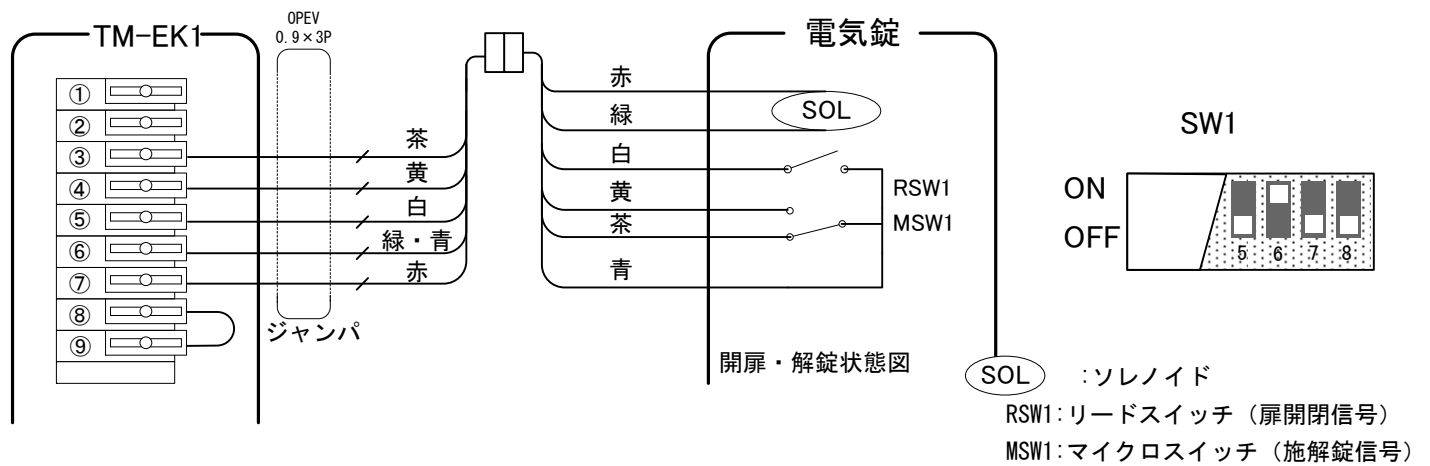 TM-EK1
①
②
③
④
⑤
⑥
⑦
⑧
⑨
OPEV
0.9×3P
ジャンパ
茶
黄
白
緑・青
赤
電気錠
赤
緑
白
黄
茶
青
SOL
RSW1
MSW1
開扉・解錠状態図
SW1
ON
OFF
5 6 7 8
SOL :ソレノイド
RSW1:リードスイッチ（扉開閉信号）
MSW1:マイクロスイッチ（施解錠信号）